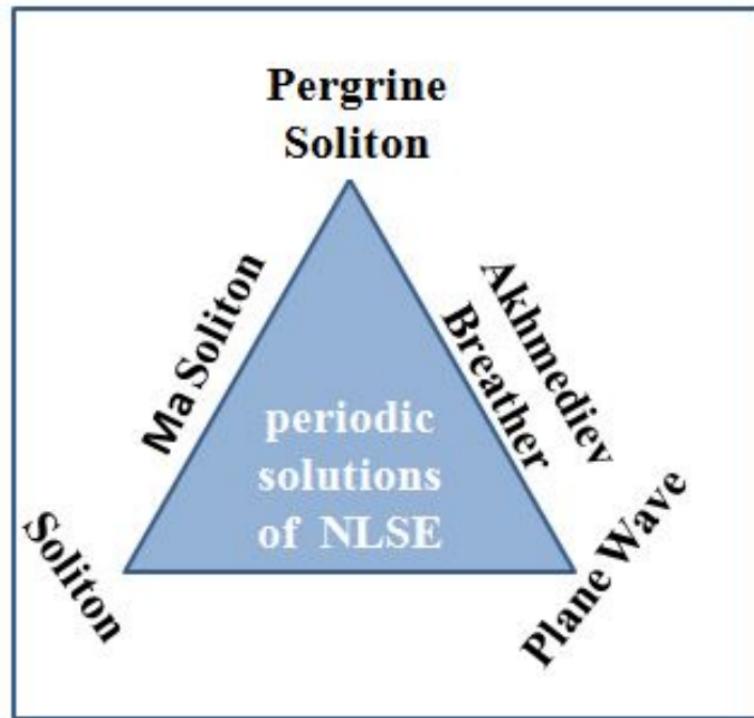 Pergrine
Soliton
Ma Soliton
Akhmediev
Breather
periodic
solutions
of NLSE
Soliton
Plane Wave